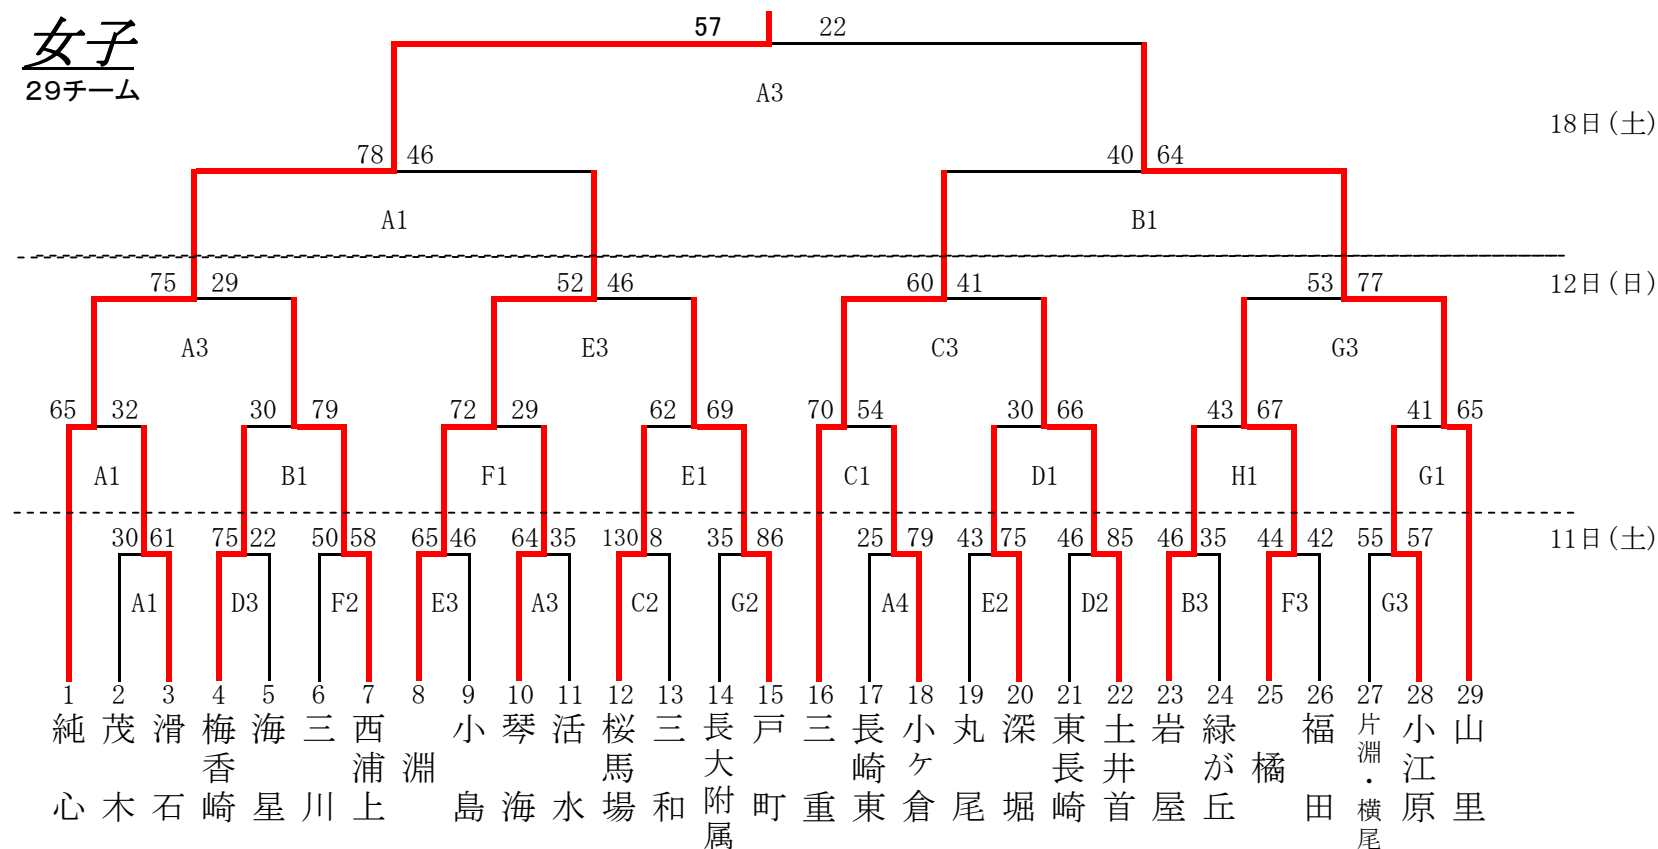 女子
29チーム
57 22
A3
18日(土)
78 46 40 64
A1 B1
12日(日)
75 29 52 46 60 41 53 77
A3 E3 C3 G3
65 32 30 79 72 29 62 69 70 54 30 66 43 67 41 65
A1 B1 F1 E1 C1 D1 H1 G1
11日(土)
30 61 75 22 50 58 65 46 64 35 130 8 35 86 25 79 43 75 46 85 46 35 44 42 55 57
A1 D3 F2 E3 A3 C2 G2 A4 E2 D2 B3 F3 G3
1 2 3 4 5 6 7 8 9 10 11 12 13 14 15 16 17 18 19 20 21 22 23 24 25 26 27 28 29
純心
茂木
滑石
梅香崎
海星
三川
西浦上
淵
小島
琴海
活水
桜馬場
三和
長大附属
戸町
三重
長崎東
小ケ倉
丸尾
深堀
東長崎
土井首
岩屋
緑が丘
橘
福田
片淵・横尾
小江原
山里